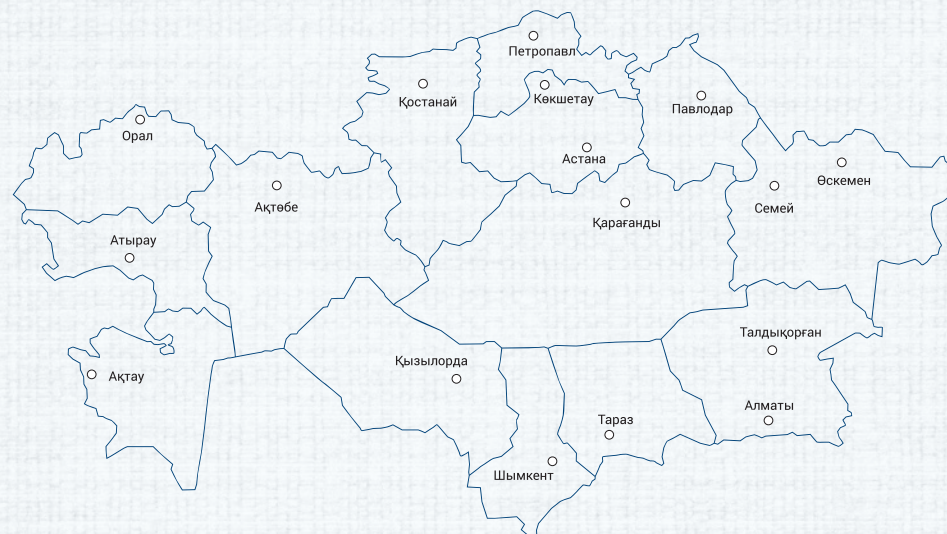 Петропавл
Қостанай
Көкшетау
Павлодар
Орал
Астана
Өскемен
Ақтөбе
Семей
Қарағанды
Атырау
Талдықорған
Қызылорда
Ақтау
Алматы
Тараз
Шымкент